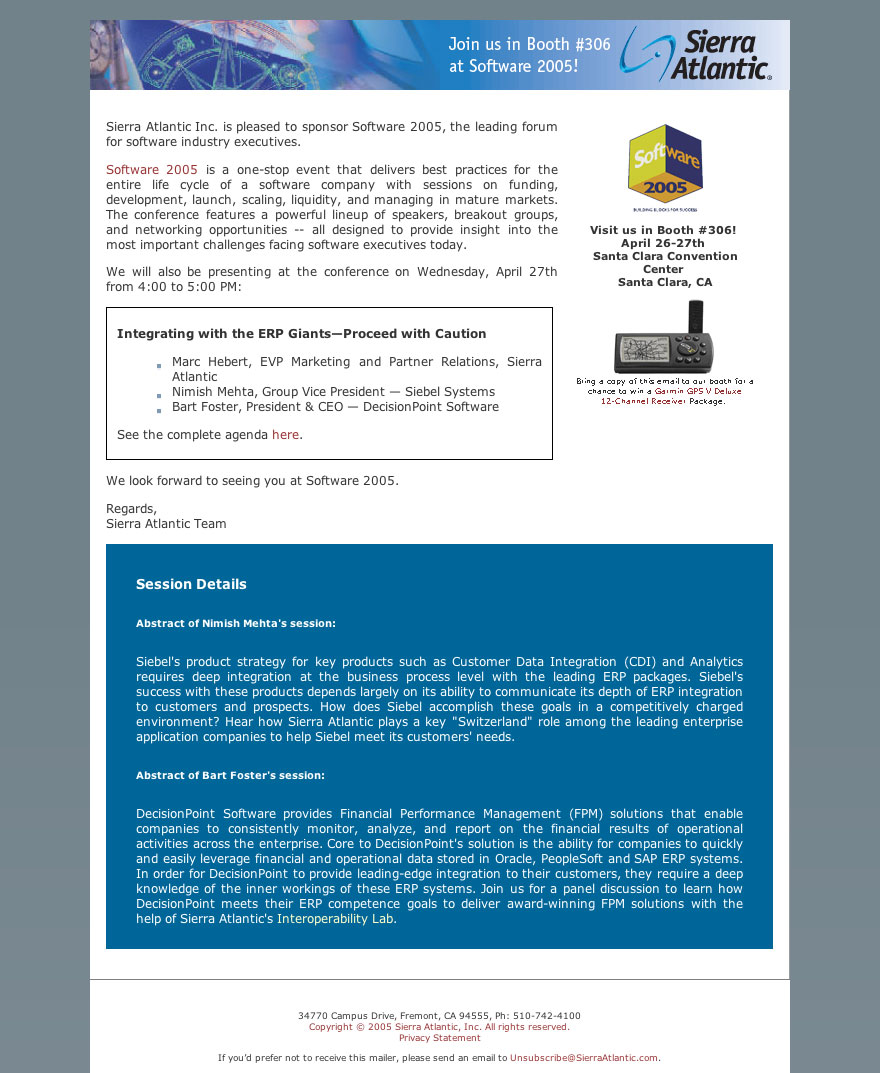 Join us in Booth #306
at Software 2005!
Sierra
Atlantic
Sierra Atlantic Inc. is pleased to sponsor Software 2005, the leading forum
for software industry executives.
Software 2005 is a one-stop event that delivers best practices for the
entire life cycle of a software company with sessions on funding,
development, launch, scaling, liquidity, and managing in mature markets.
The conference features a powerful lineup of speakers, breakout groups,
and networking opportunities -- all designed to provide insight into the
most important challenges facing software executives today.
We will also be presenting at the conference on Wednesday, April 27th
from 4:00 to 5:00 PM:
Integrating with the ERP Giants—Proceed with Caution
Marc Hebert, EVP Marketing and Partner Relations, Sierra
Atlantic
Nimish Mehta, Group Vice President — Siebel Systems
Bart Foster, President & CEO — DecisionPoint Software
See the complete agenda here.
We look forward to seeing you at Software 2005.
Regards,
Sierra Atlantic Team
Software
2005
BUILDING BLOCKS FOR SUCCESS
Visit us in Booth #306!
April 26-27th
Santa Clara Convention
Center
Santa Clara, CA
Bring a copy of this email to our booth for a
chance to win a Garmin GPS V Deluxe
12-Channel Receiver Package.
Session Details
Abstract of Nimish Mehta's session:
Siebel's product strategy for key products such as Customer Data Integration (CDI) and Analytics
requires deep integration at the business process level with the leading ERP packages. Siebel's
success with these products depends largely on its ability to communicate its depth of ERP integration
to customers and prospects. How does Siebel accomplish these goals in a competitively charged
environment? Hear how Sierra Atlantic plays a key "Switzerland" role among the leading enterprise
application companies to help Siebel meet its customers' needs.
Abstract of Bart Foster's session:
DecisionPoint Software provides Financial Performance Management (FPM) solutions that enable
companies to consistently monitor, analyze, and report on the financial results of operational
activities across the enterprise. Core to DecisionPoint's solution is the ability for companies to quickly
and easily leverage financial and operational data stored in Oracle, PeopleSoft and SAP ERP systems.
In order for DecisionPoint to provide leading-edge integration to their customers, they require a deep
knowledge of the inner workings of these ERP systems. Join us for a panel discussion to learn how
DecisionPoint meets their ERP competence goals to deliver award-winning FPM solutions with the
help of Sierra Atlantic's Interoperability Lab.
34770 Campus Drive, Fremont, CA 94555, Ph: 510-742-4100
Copyright © 2005 Sierra Atlantic, Inc. All rights reserved.
Privacy Statement
If you'd prefer not to receive this mailer, please send an email to Unsubscribe@SierraAtlantic.com.